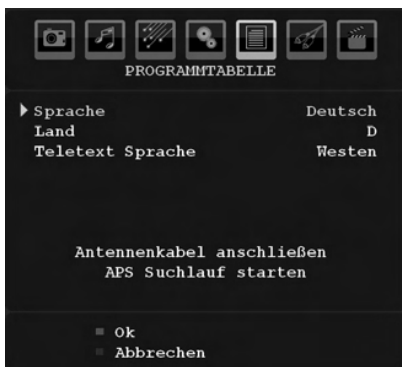 PROGRAMMTABELLE
Sprache Deutsch
Land D
Teletext Sprache Westen
Antennenkabel anschließen
APS Suchlauf starten
Ok
Abbrechen